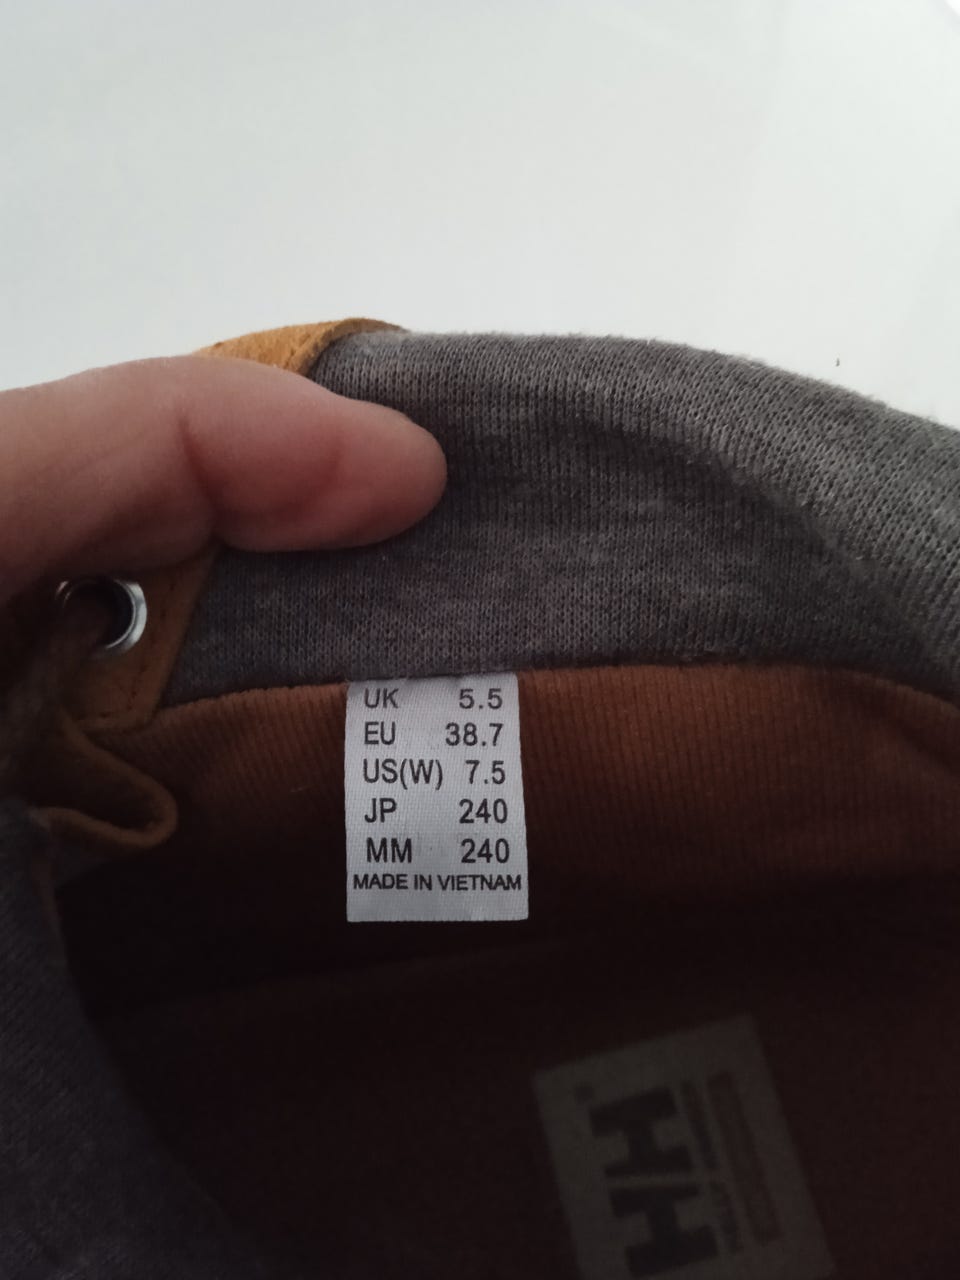 UK 5.5
EU 38.7
US(W) 7.5
JP 240
MM 240
MADE IN VIETNAM
HH